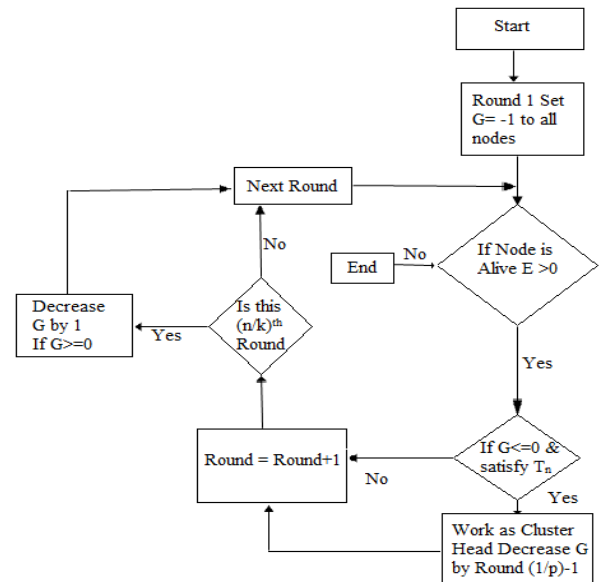 Start
Round 1 Set
G= -1 to all
nodes
Next Round
No
If Node is
Alive E >0
No
End
Decrease
G by 1
If G>=0
Yes
Is this
(n/k)th
Round
Yes
Round = Round+1
No
If G<=0 &
satisfy Tn
Yes
Work as Cluster
Head Decrease G
by Round (1/p)-1